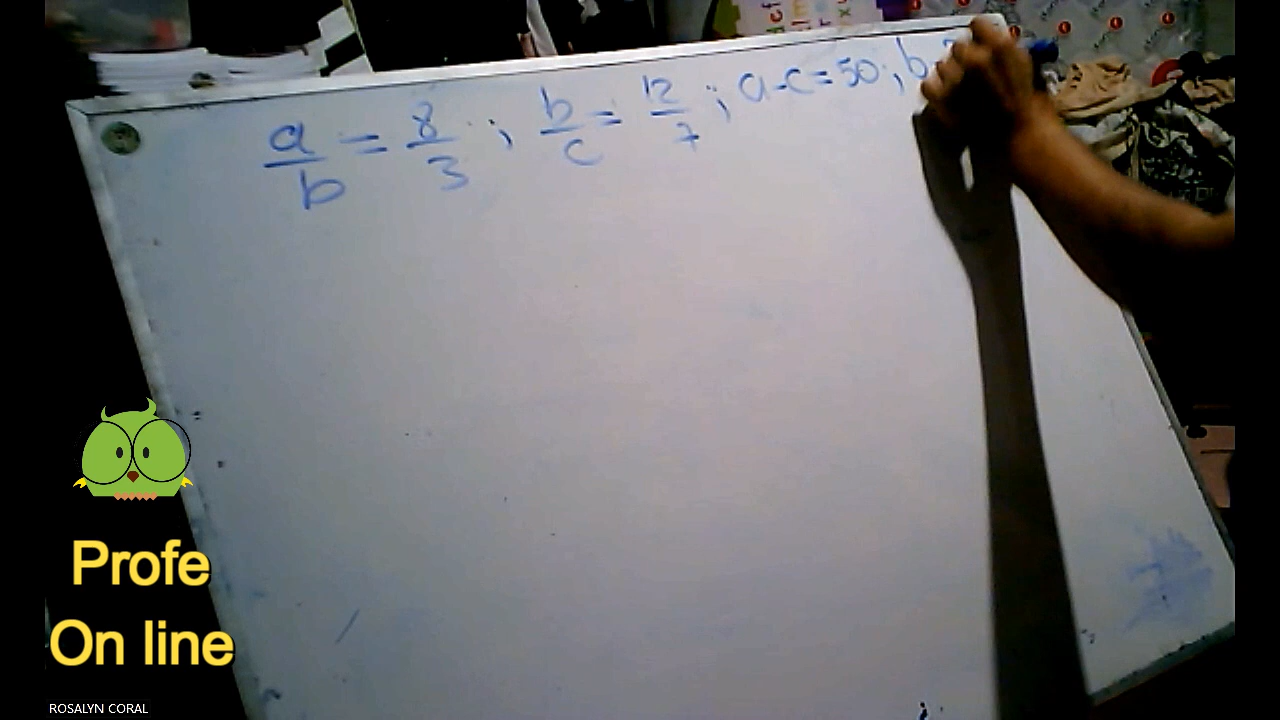 a/b = 8/3 ; b/c = 12/7 ; a-c=50 ; b
Profe
On line
ROSALYN CORAL